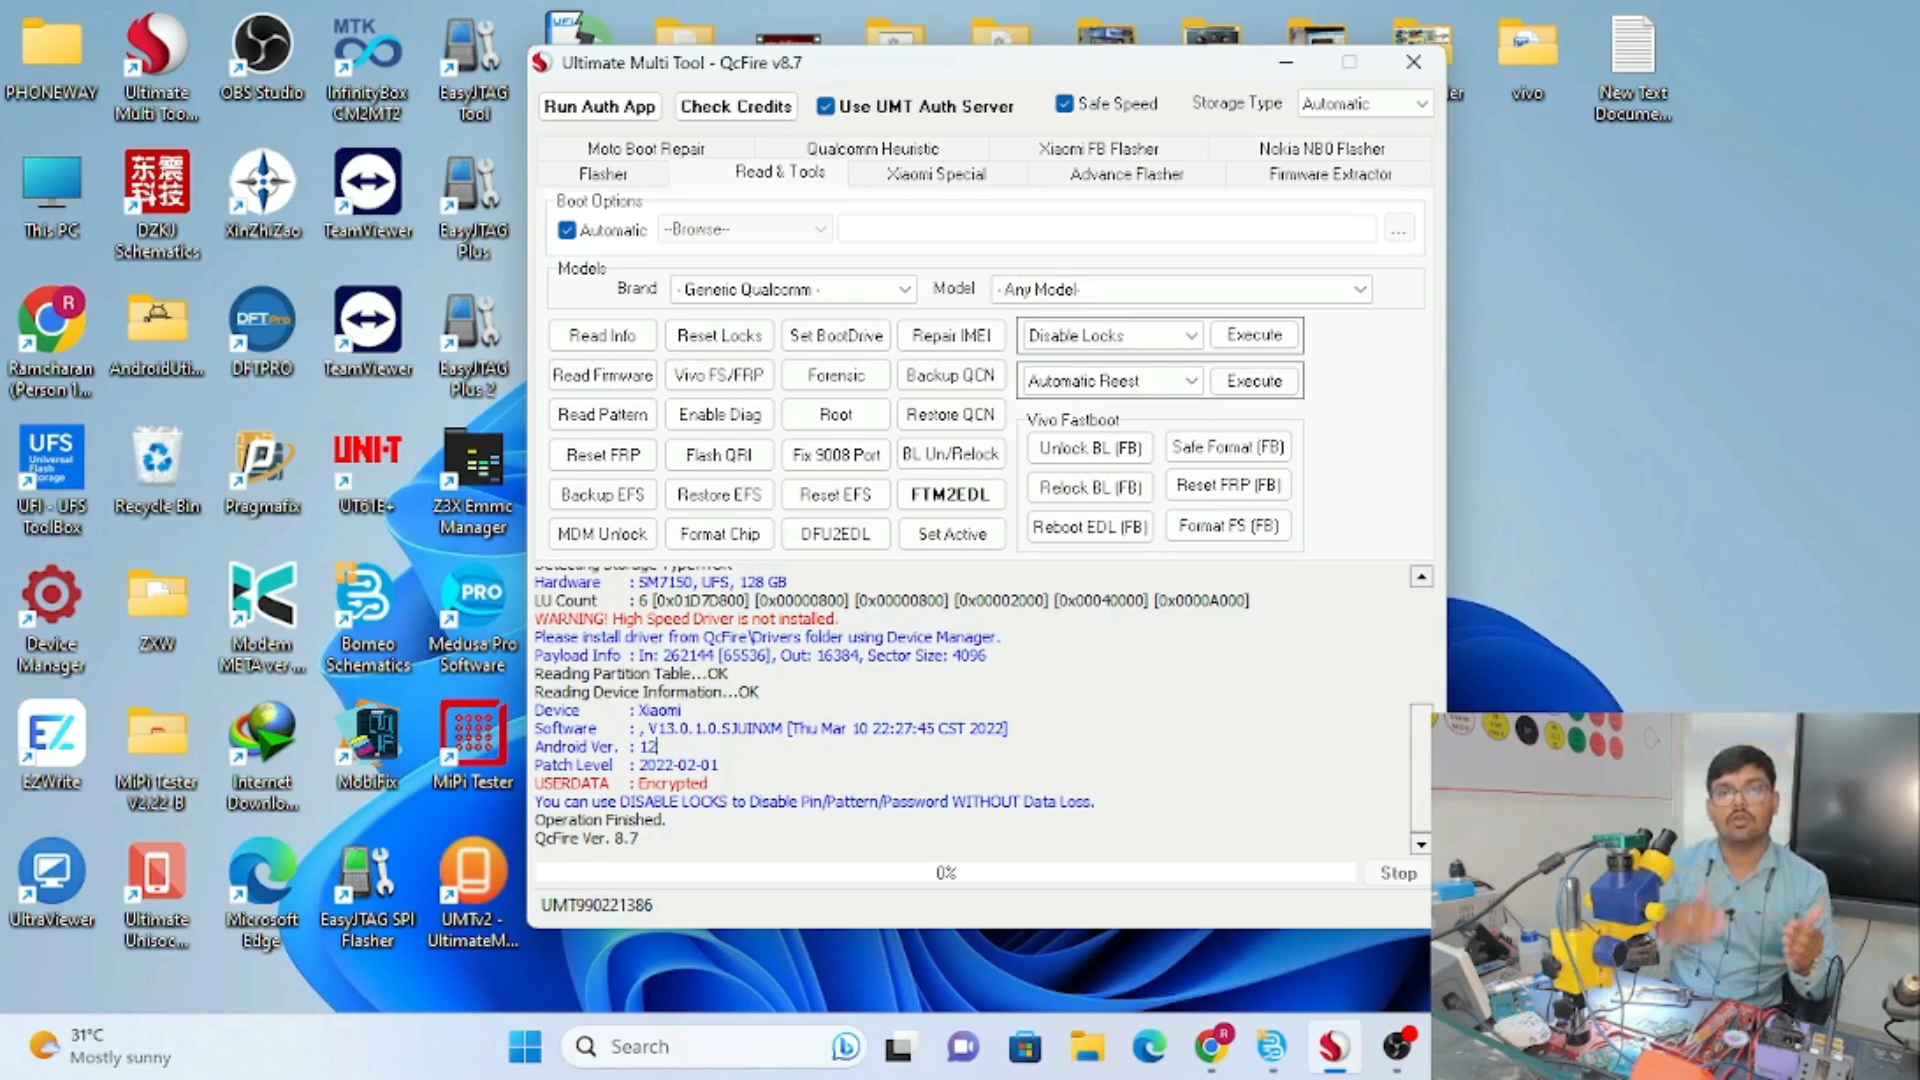 PHONEWAY
Ultimate
Multi Too...
OBS Studio
MTK
InfinityBox
CM2MT2
EasyJTAG
Tool
UFi
vivo
New Text
Docume...
This PC
东震
科技
DZKJ
Schematics
XinZhiZao
TeamViewer
EasyJTAG
Plus
R
Ramcharan
(Person 1...
AndroidUti...
DFTPro
DFTPRO
TeamViewer
EasyJTAG
Plus 2
UFS
Universal
Flash
Storage
UFI - UFS
ToolBox
Recycle Bin
Pragmafix
UNI-T
UT61E+
Z3X Emmc
Manager
Device
Manager
ZXW
Modem
META ver...
Borneo
Schematics
PRO
Medusa Pro
Software
EZ
EZWrite
MiPi Tester
V2.22 B
Internet
Downlo...
MobiFix
MiPi Tester
UltraViewer
Ultimate
Unisoc...
Microsoft
Edge
EasyJTAG SPI
Flasher
UMTv2 -
UltimateM...
Ultimate Multi Tool - QcFire v8.7
Run Auth App
Check Credits
Use UMT Auth Server
Safe Speed
Storage Type
Automatic
Moto Boot Repair
Qualcomm Heuristic
Xiaomi FB Flasher
Nokia NB0 Flasher
Flasher
Read & Tools
Xiaomi Special
Advance Flasher
Firmware Extractor
Boot Options
Automatic
--Browse--
...
Models
Brand
- Generic Qualcomm -
Model
- Any Model-
Read Info
Reset Locks
Set BootDrive
Repair IMEI
Disable Locks
Execute
Read Firmware
Vivo FS/FRP
Forensic
Backup QCN
Automatic Reest
Execute
Read Pattern
Enable Diag
Root
Restore QCN
Vivo Fastboot
Reset FRP
Flash QRI
Fix 9008 Port
BL Un/Relock
Unlock BL (FB)
Safe Format (FB)
Backup EFS
Restore EFS
Reset EFS
FTM2EDL
Relock BL (FB)
Reset FRP (FB)
MDM Unlock
Format Chip
DFU2EDL
Set Active
Reboot EDL (FB)
Format FS (FB)
Hardware : SM7150, UFS, 128 GB
LU Count : 6 [0x01D7D800] [0x00000800] [0x00000800] [0x00002000] [0x00040000] [0x0000A000]
WARNING! High Speed Driver is not installed.
Please install driver from QcFire\Drivers folder using Device Manager.
Payload Info : In: 262144 [65536], Out: 16384, Sector Size: 4096
Reading Partition Table...OK
Reading Device Information...OK
Device : Xiaomi
Software : , V13.0.1.0.SJUINXM [Thu Mar 10 22:27:45 CST 2022]
Android Ver. : 12
Patch Level : 2022-02-01
USERDATA : Encrypted
You can use DISABLE LOCKS to Disable Pin/Pattern/Password WITHOUT Data Loss.
Operation Finished.
QcFire Ver. 8.7
0%
Stop
UMT990221386
31°C
Mostly sunny
Search
R